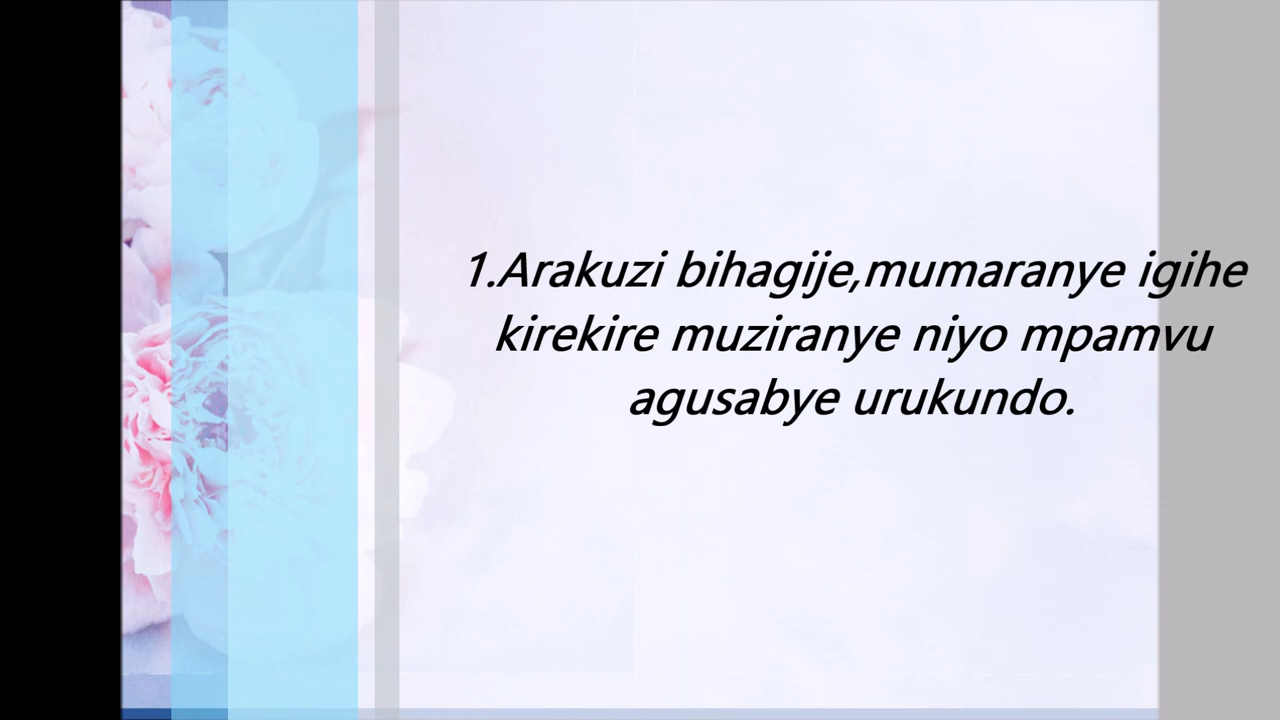 1.Arakuzi bihagije,mumaranye igihe
kirekire muziranye niyo mpamvu
agusabye urukundo.